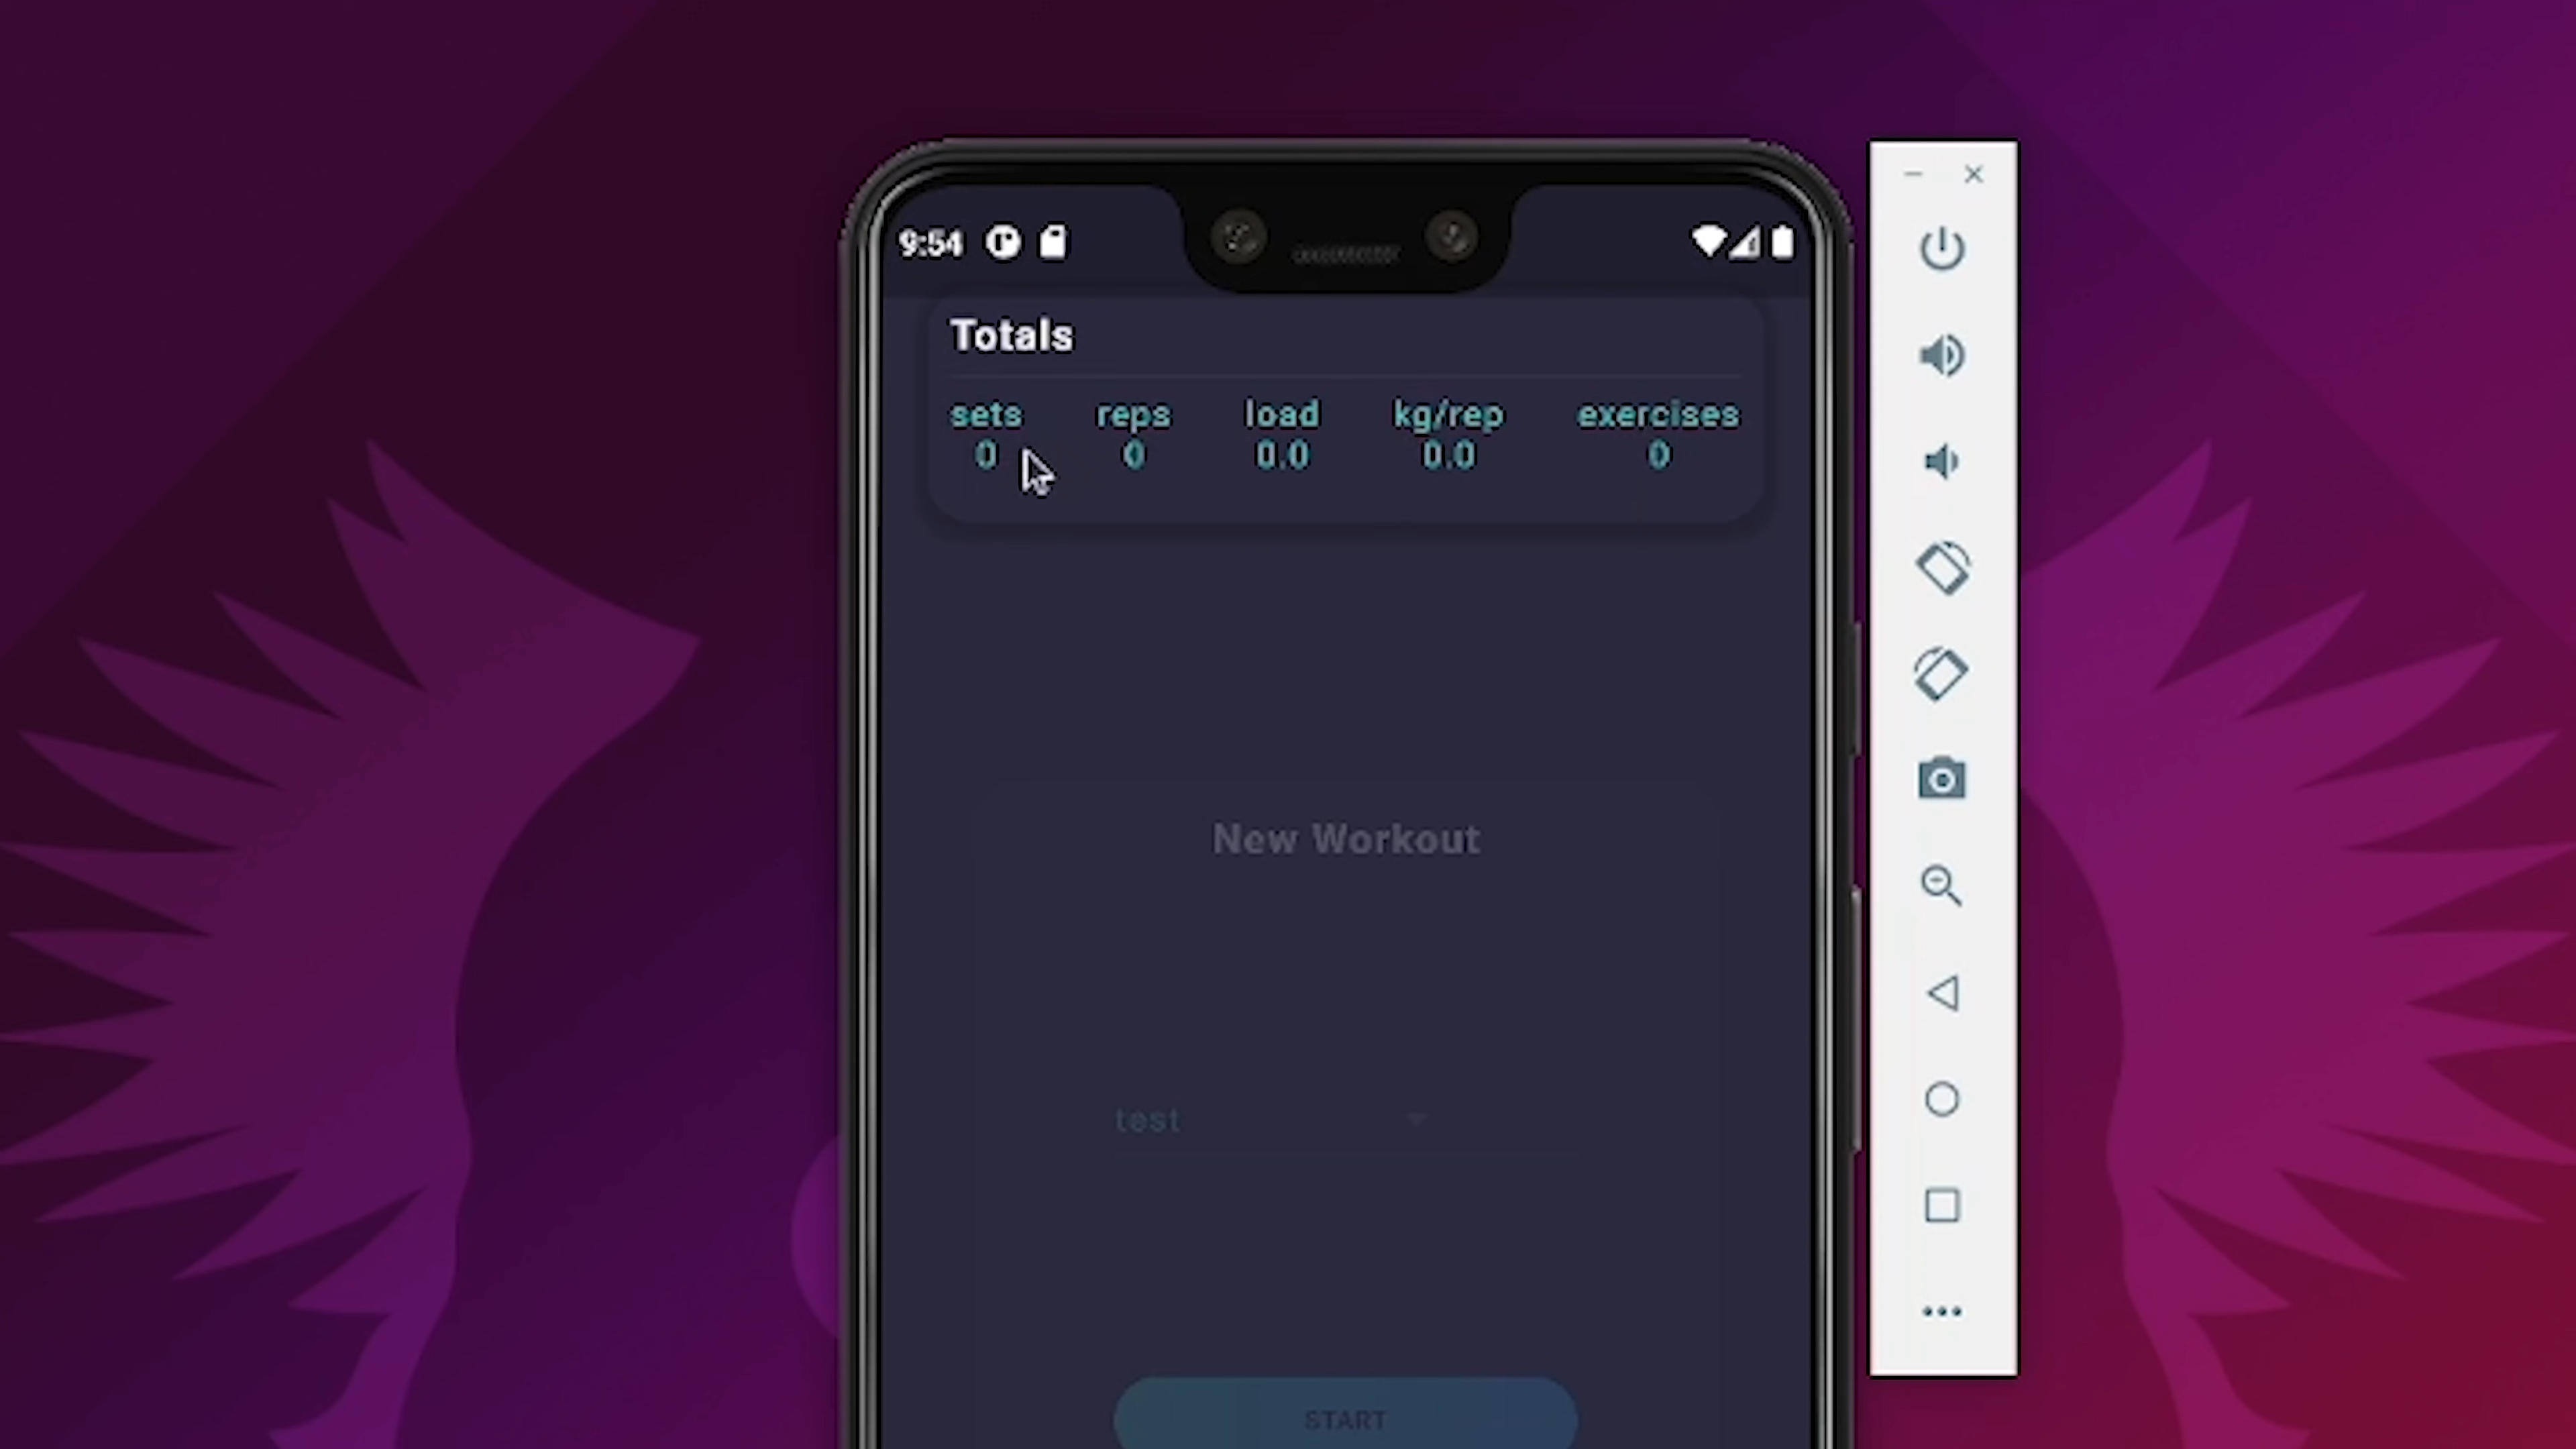 9:54
Totals
sets reps load kg/rep exercises
0 0 0.0 0.0 0
New Workout
test
START